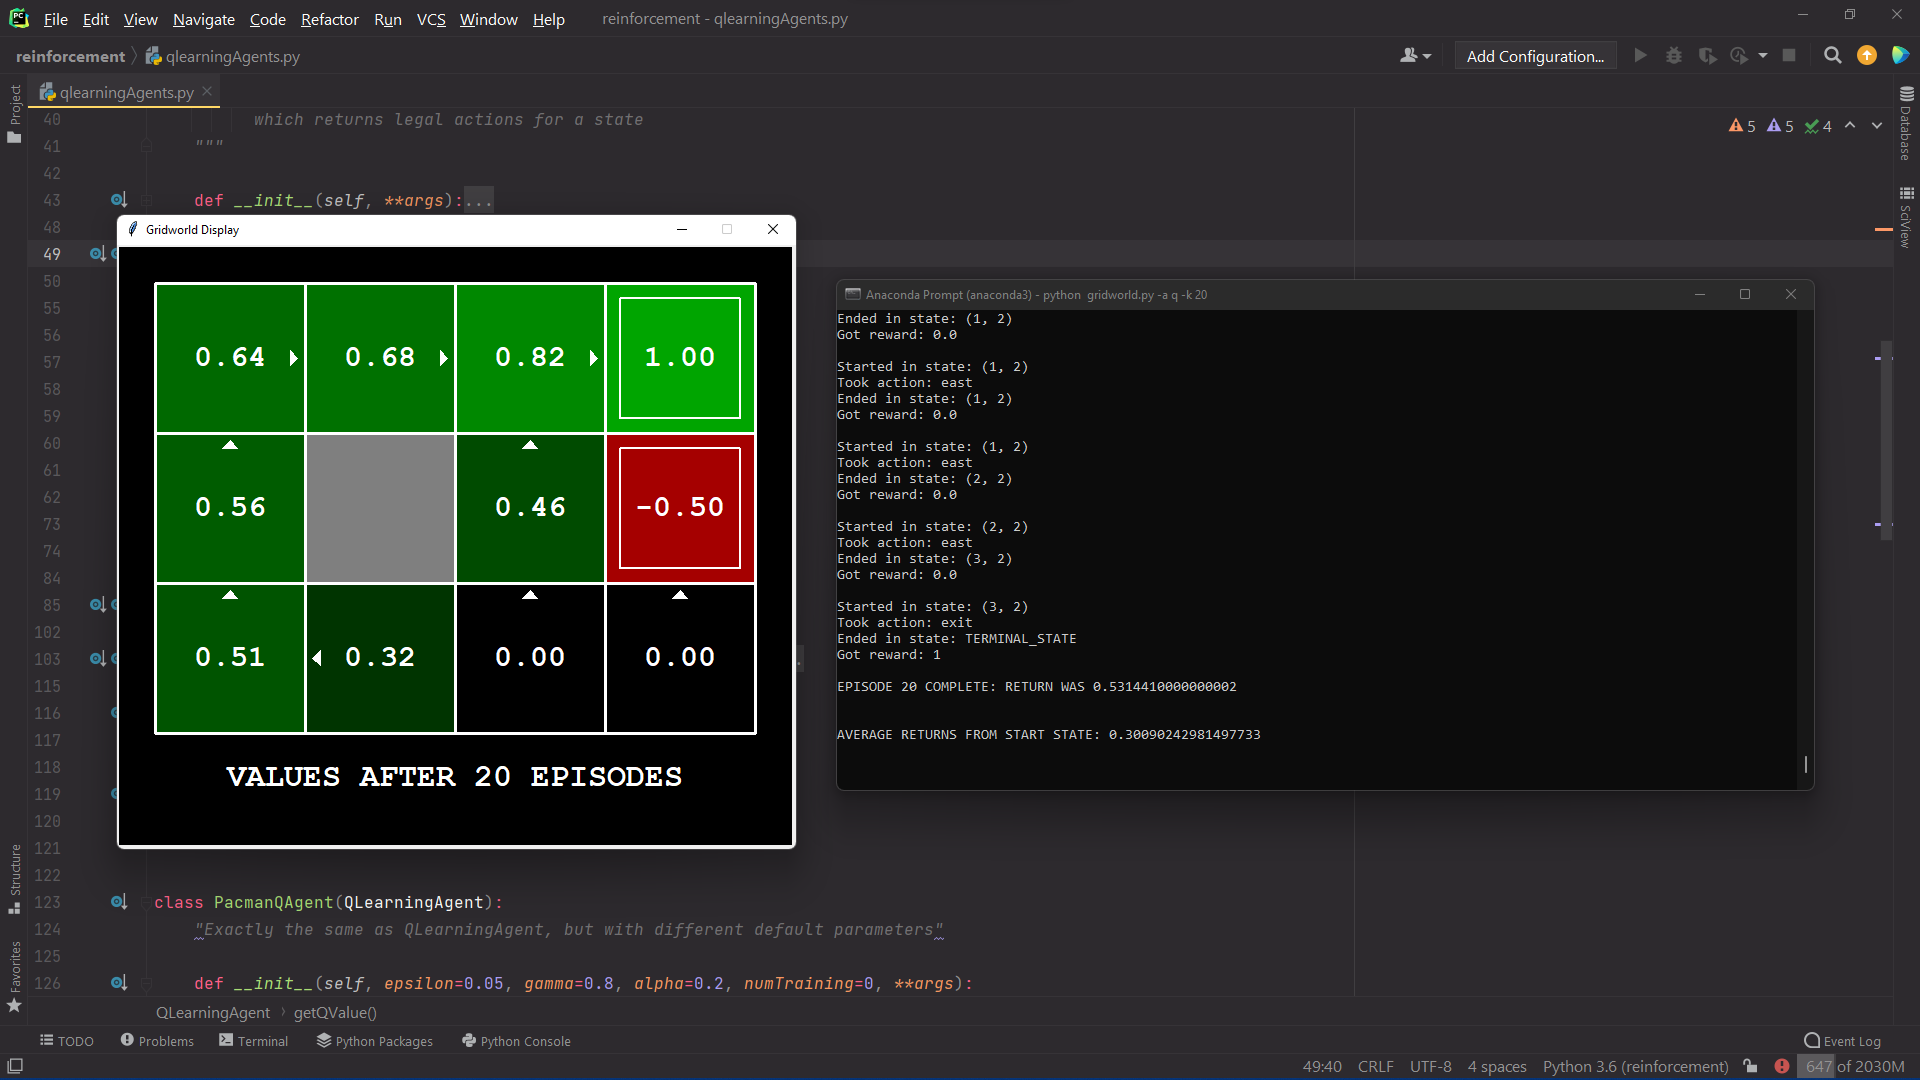 File Edit View Navigate Code Refactor Run VCS Window Help reinforcement - qlearningAgents.py
reinforcement qlearningAgents.py
Add Configuration...
qlearningAgents.py
Project
Structure
Favorites
Database
SciView
5 5 4
40 which returns legal actions for a state
41 """
42
43 def __init__(self, **args):...
48
49
50
55
56
57
58
59
60
61
62
73
74
84
85
102
103
115
116
117
118
119
120
121
122
123 class PacmanQAgent(QLearningAgent):
124 "Exactly the same as QLearningAgent, but with different default parameters"
125
126 def __init__(self, epsilon=0.05, gamma=0.8, alpha=0.2, numTraining=0, **args):
Gridworld Display
0.64 0.68 0.82 1.00
0.56 0.46 -0.50
0.51 0.32 0.00 0.00
VALUES AFTER 20 EPISODES
Anaconda Prompt (anaconda3) - python gridworld.py -a q -k 20
Ended in state: (1, 2)
Got reward: 0.0
Started in state: (1, 2)
Took action: east
Ended in state: (1, 2)
Got reward: 0.0
Started in state: (1, 2)
Took action: east
Ended in state: (2, 2)
Got reward: 0.0
Started in state: (2, 2)
Took action: east
Ended in state: (3, 2)
Got reward: 0.0
Started in state: (3, 2)
Took action: exit
Ended in state: TERMINAL_STATE
Got reward: 1
EPISODE 20 COMPLETE: RETURN WAS 0.5314410000000002
AVERAGE RETURNS FROM START STATE: 0.30090242981497733
QLearningAgent getQValue()
TODO Problems Terminal Python Packages Python Console Event Log
49:40 CRLF UTF-8 4 spaces Python 3.6 (reinforcement) 647 of 2030M